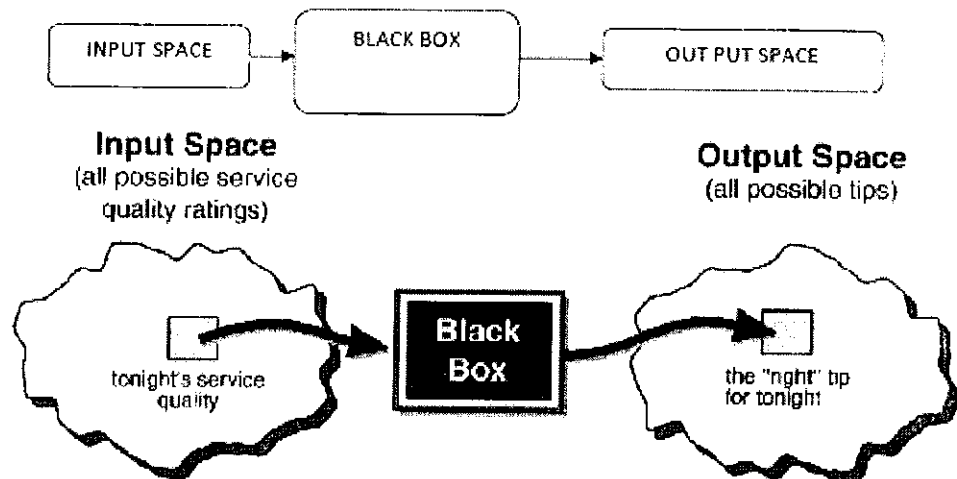 INPUT SPACE
BLACK BOX
OUT PUT SPACE
Input Space
(all possible service
quality ratings)
Output Space
(all possible tips)
Black
Box
tonight's service
quality
the "right" tip
for tonight